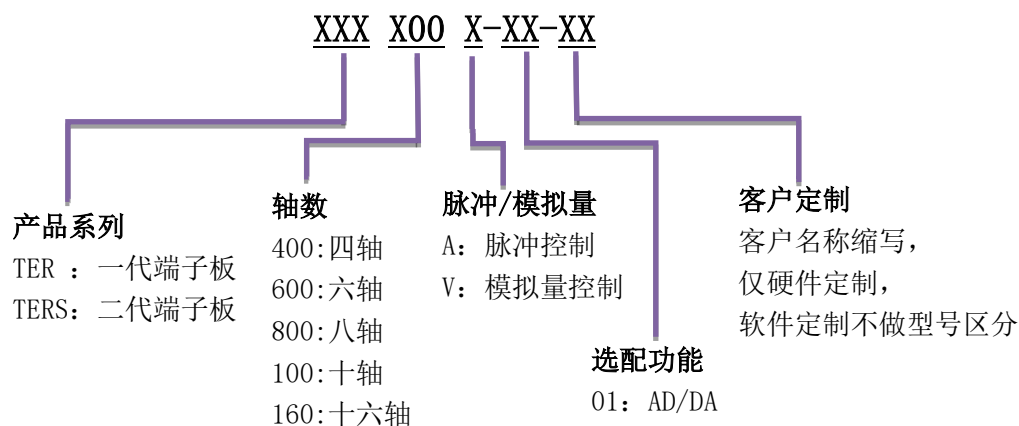 XXX X00 X-XX-XX
产品系列
TER ：一代端子板
TERS：二代端子板
轴数
400:四轴
600:六轴
800:八轴
100:十轴
160:十六轴
脉冲/模拟量
A：脉冲控制
V：模拟量控制
选配功能
01：AD/DA
客户定制
客户名称缩写，
仅硬件定制，
软件定制不做型号区分